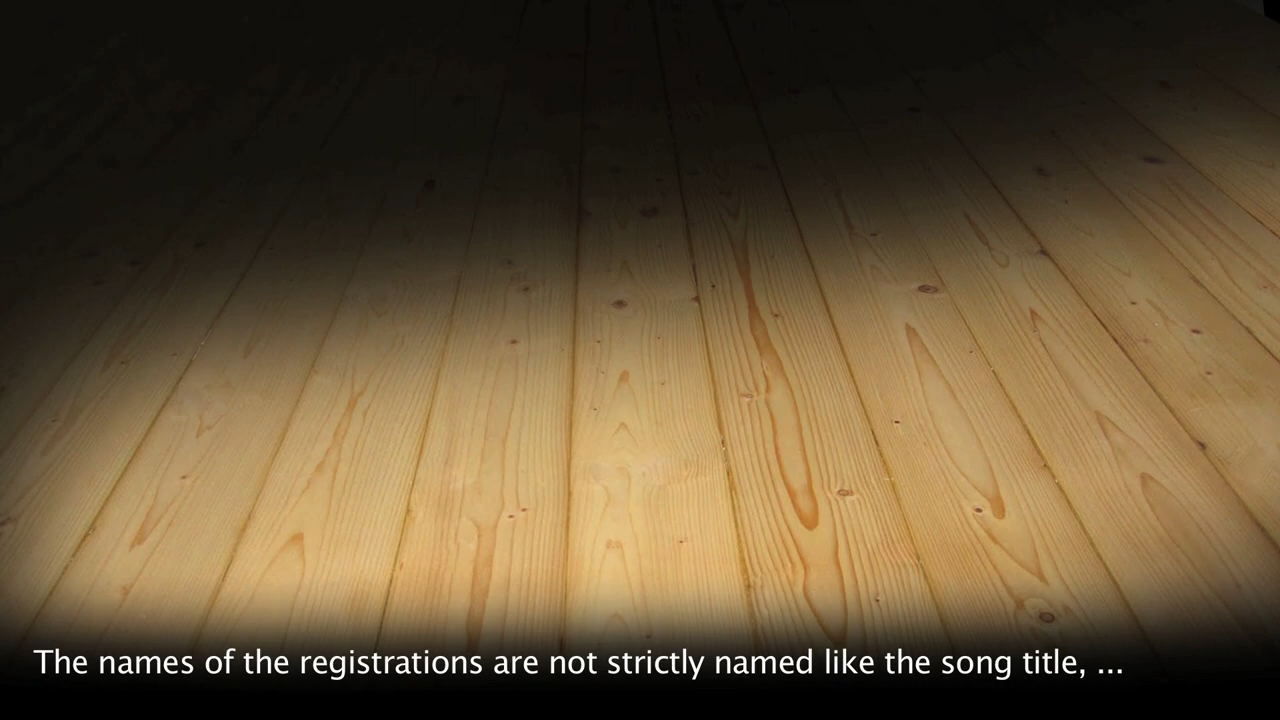 The names of the registrations are not strictly named like the song title, ...